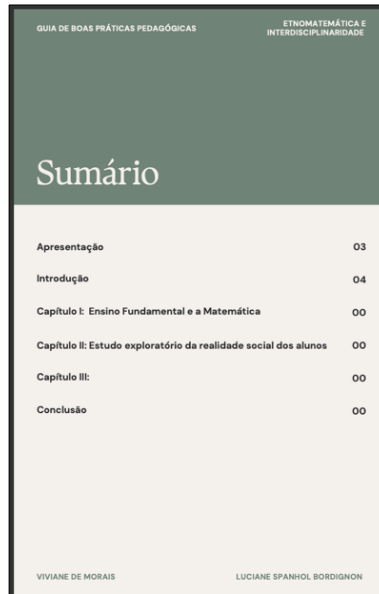 GUIA DE BOAS PRÁTICAS PEDAGÓGICAS
ETNOMATEMÁTICA E
INTERDISCIPLINARIDADE
Sumário
Apresentação 03
Introdução 04
Capítulo I: Ensino Fundamental e a Matemática 00
Capítulo II: Estudo exploratório da realidade social dos alunos 00
Capítulo III: 00
Conclusão 00
VIVIANE DE MORAIS
LUCIANE SPANHOL BORDIGNON